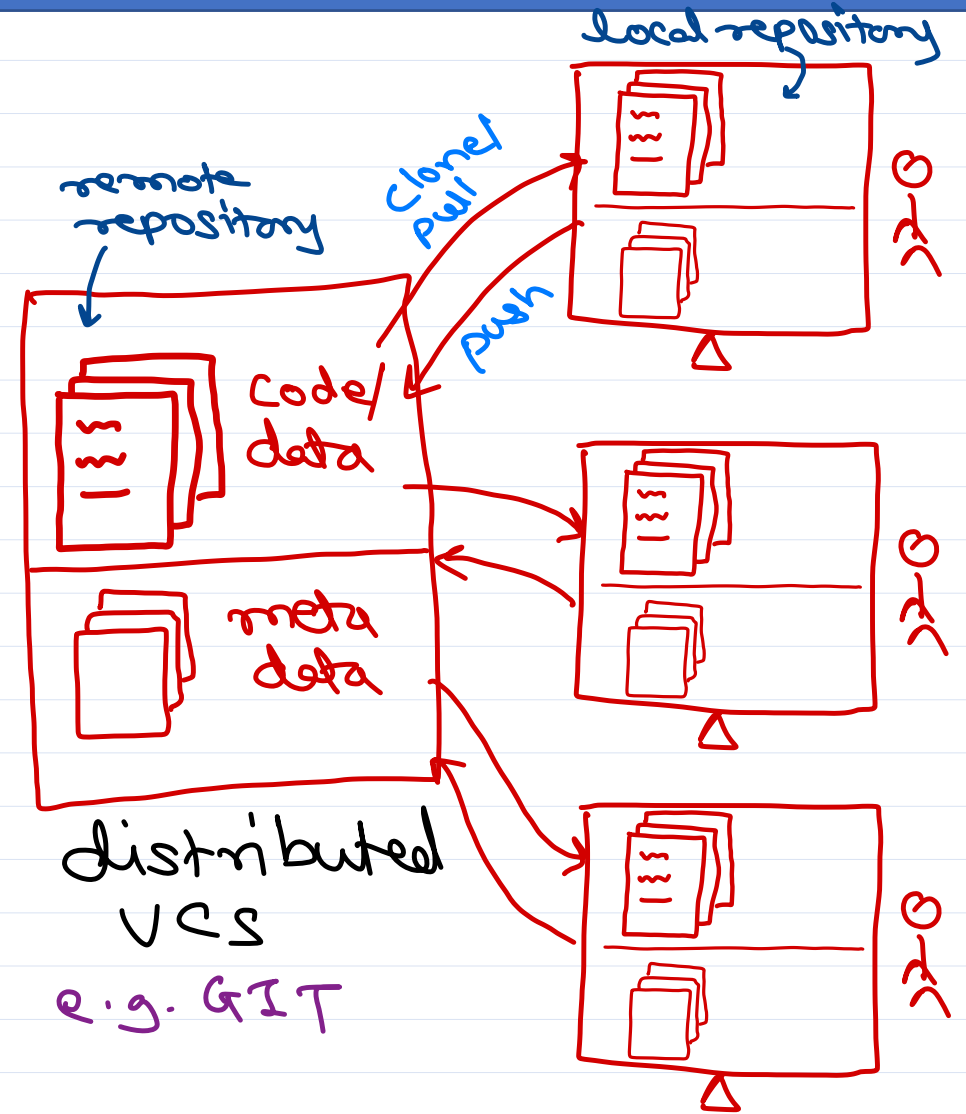 local repository
remote
repository
clone/
pull
push
code/
data
meta
data
distributed
VCS
e.g. GIT